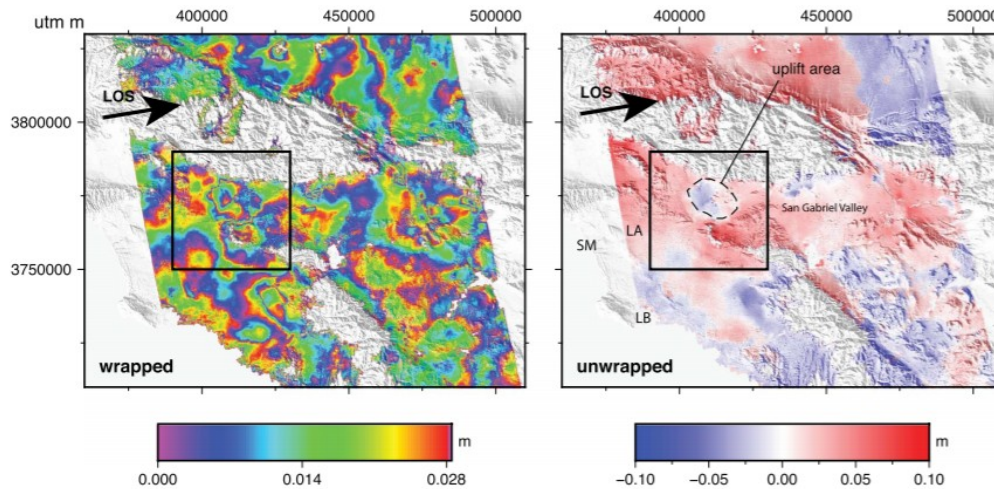 utm m
400000 450000 500000
3800000
3750000
LOS
wrapped
0.000 0.014 0.028
m
400000 450000
uplift area
LOS
San Gabriel Valley
LA
SM
LB
unwrapped
−0.10 −0.05 0.00 0.05 0.10
m